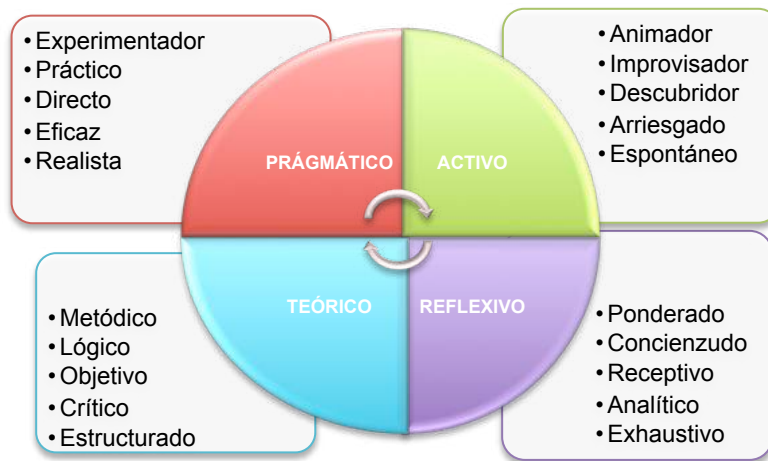 • Experimentador
• Práctico
• Directo
• Eficaz
• Realista
• Animador
• Improvisador
• Descubridor
• Arriesgado
• Espontáneo
PRÁGMÁTICO
ACTIVO
TEÓRICO
REFLEXIVO
• Metódico
• Lógico
• Objetivo
• Crítico
• Estructurado
• Ponderado
• Concienzudo
• Receptivo
• Analítico
• Exhaustivo